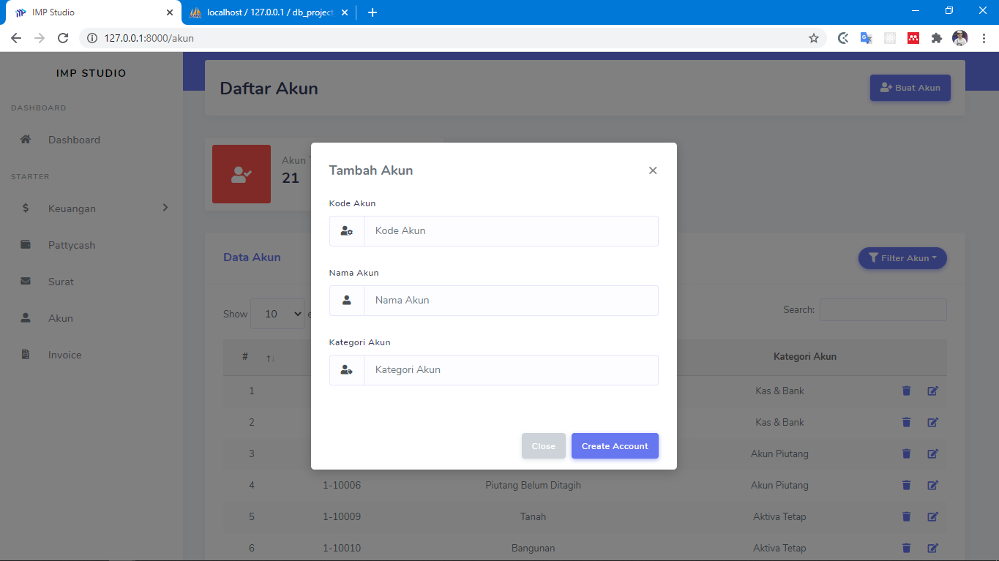 IMP Studio
localhost / 127.0.0.1 / db_project
127.0.0.1:8000/akun
IMP STUDIO
DASHBOARD
Dashboard
STARTER
Keuangan
Pattycash
Surat
Akun
Invoice
Daftar Akun
Buat Akun
Akun
21
Tambah Akun
×
Kode Akun
Kode Akun
Nama Akun
Nama Akun
Kategori Akun
Kategori Akun
Close
Create Account
Data Akun
Filter Akun
Show 10
Search:
# Kategori Akun
1 Kas & Bank
2 Kas & Bank
3 Akun Piutang
4 1-10006 Piutang Belum Ditagih Akun Piutang
5 1-10009 Tanah Aktiva Tetap
6 1-10010 Bangunan Aktiva Tetap